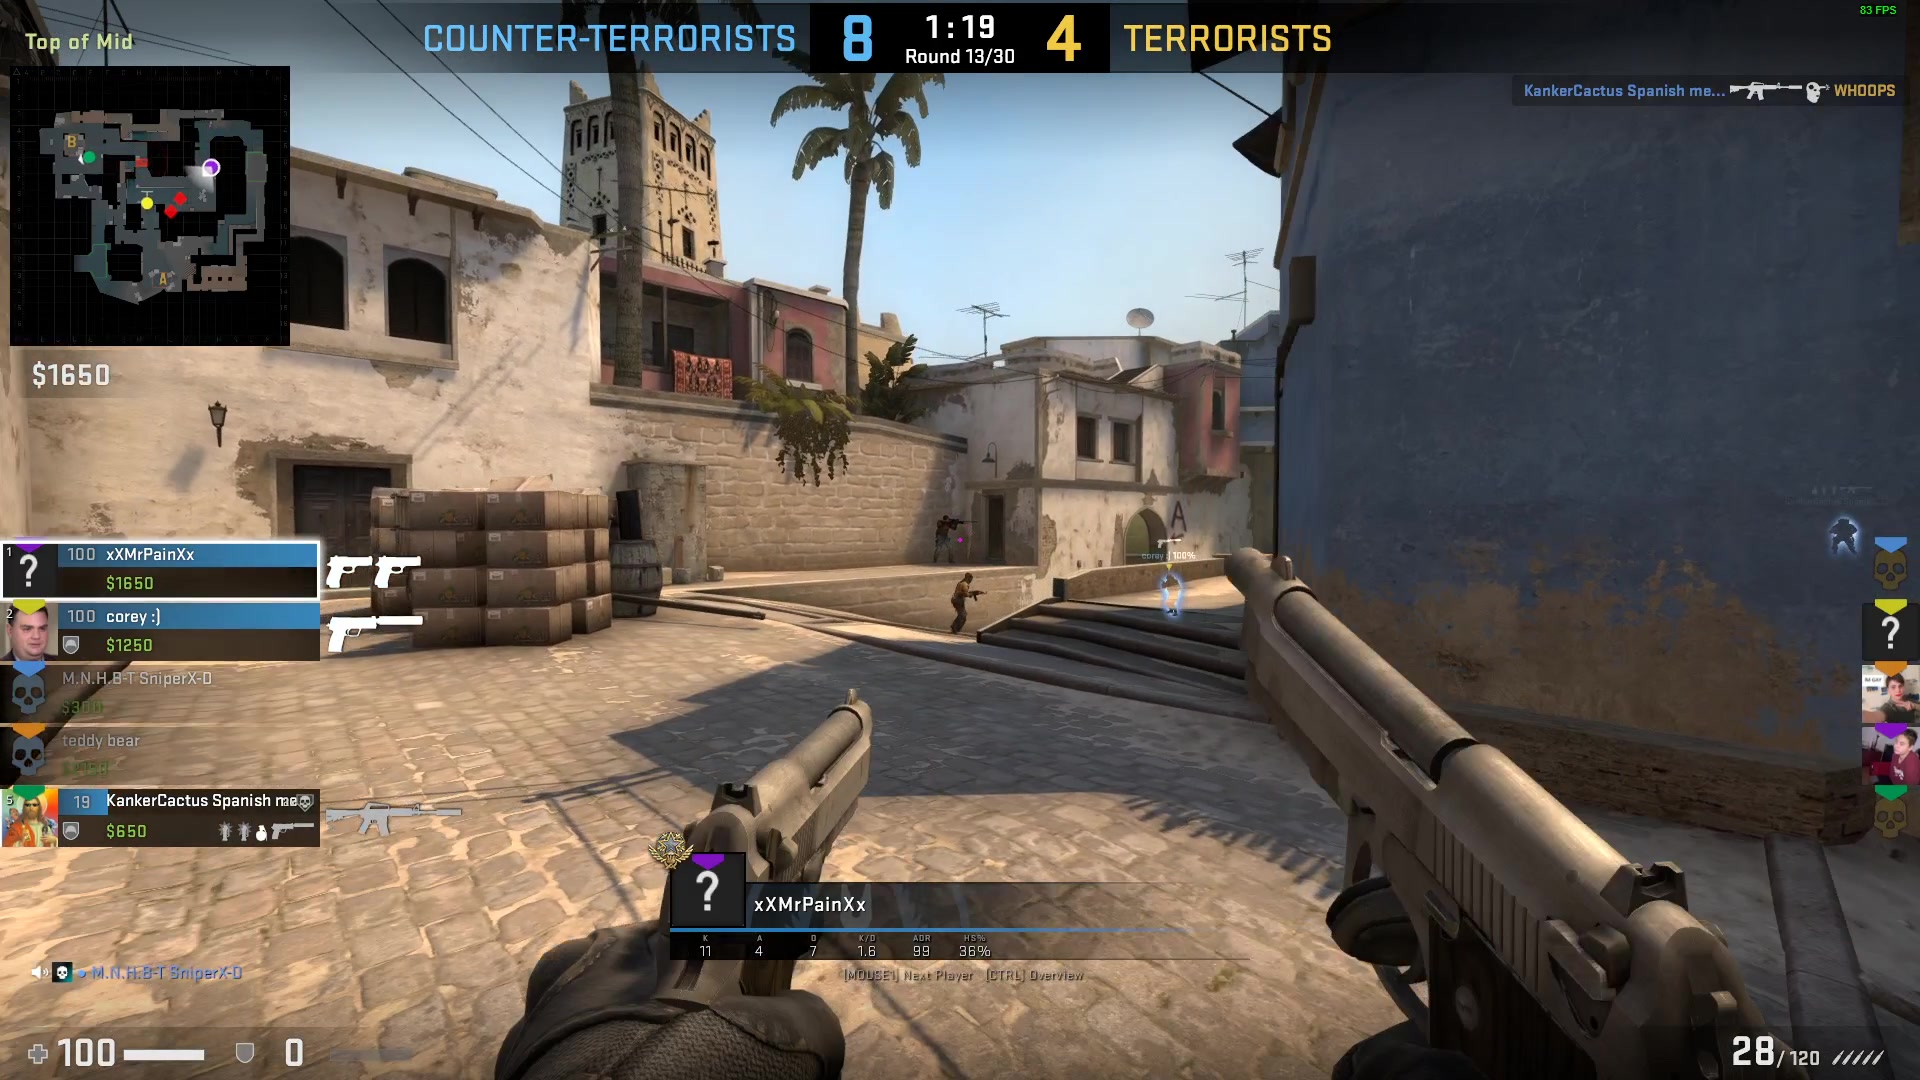 83 FPS
Top of Mid
COUNTER-TERRORISTS 8 1:19 4 TERRORISTS
Round 13/30
KankerCactus Spanish me... WHOOPS
B
T
A
$1650
A
corey :) 100%
1 ? 100 xXMrPainXx
$1650
2 100 corey :)
$1250
M.N.H.B-T SniperX-D
$300
teddy bear
5 19 KankerCactus Spanish me
$650
?
? xXMrPainXx
K A D K/D ADR HS%
11 4 7 1.6 99 36%
[MOUSE1] Next Player [CTRL] Overview
M.N.H.B-T SniperX-D
100 0
28 / 120